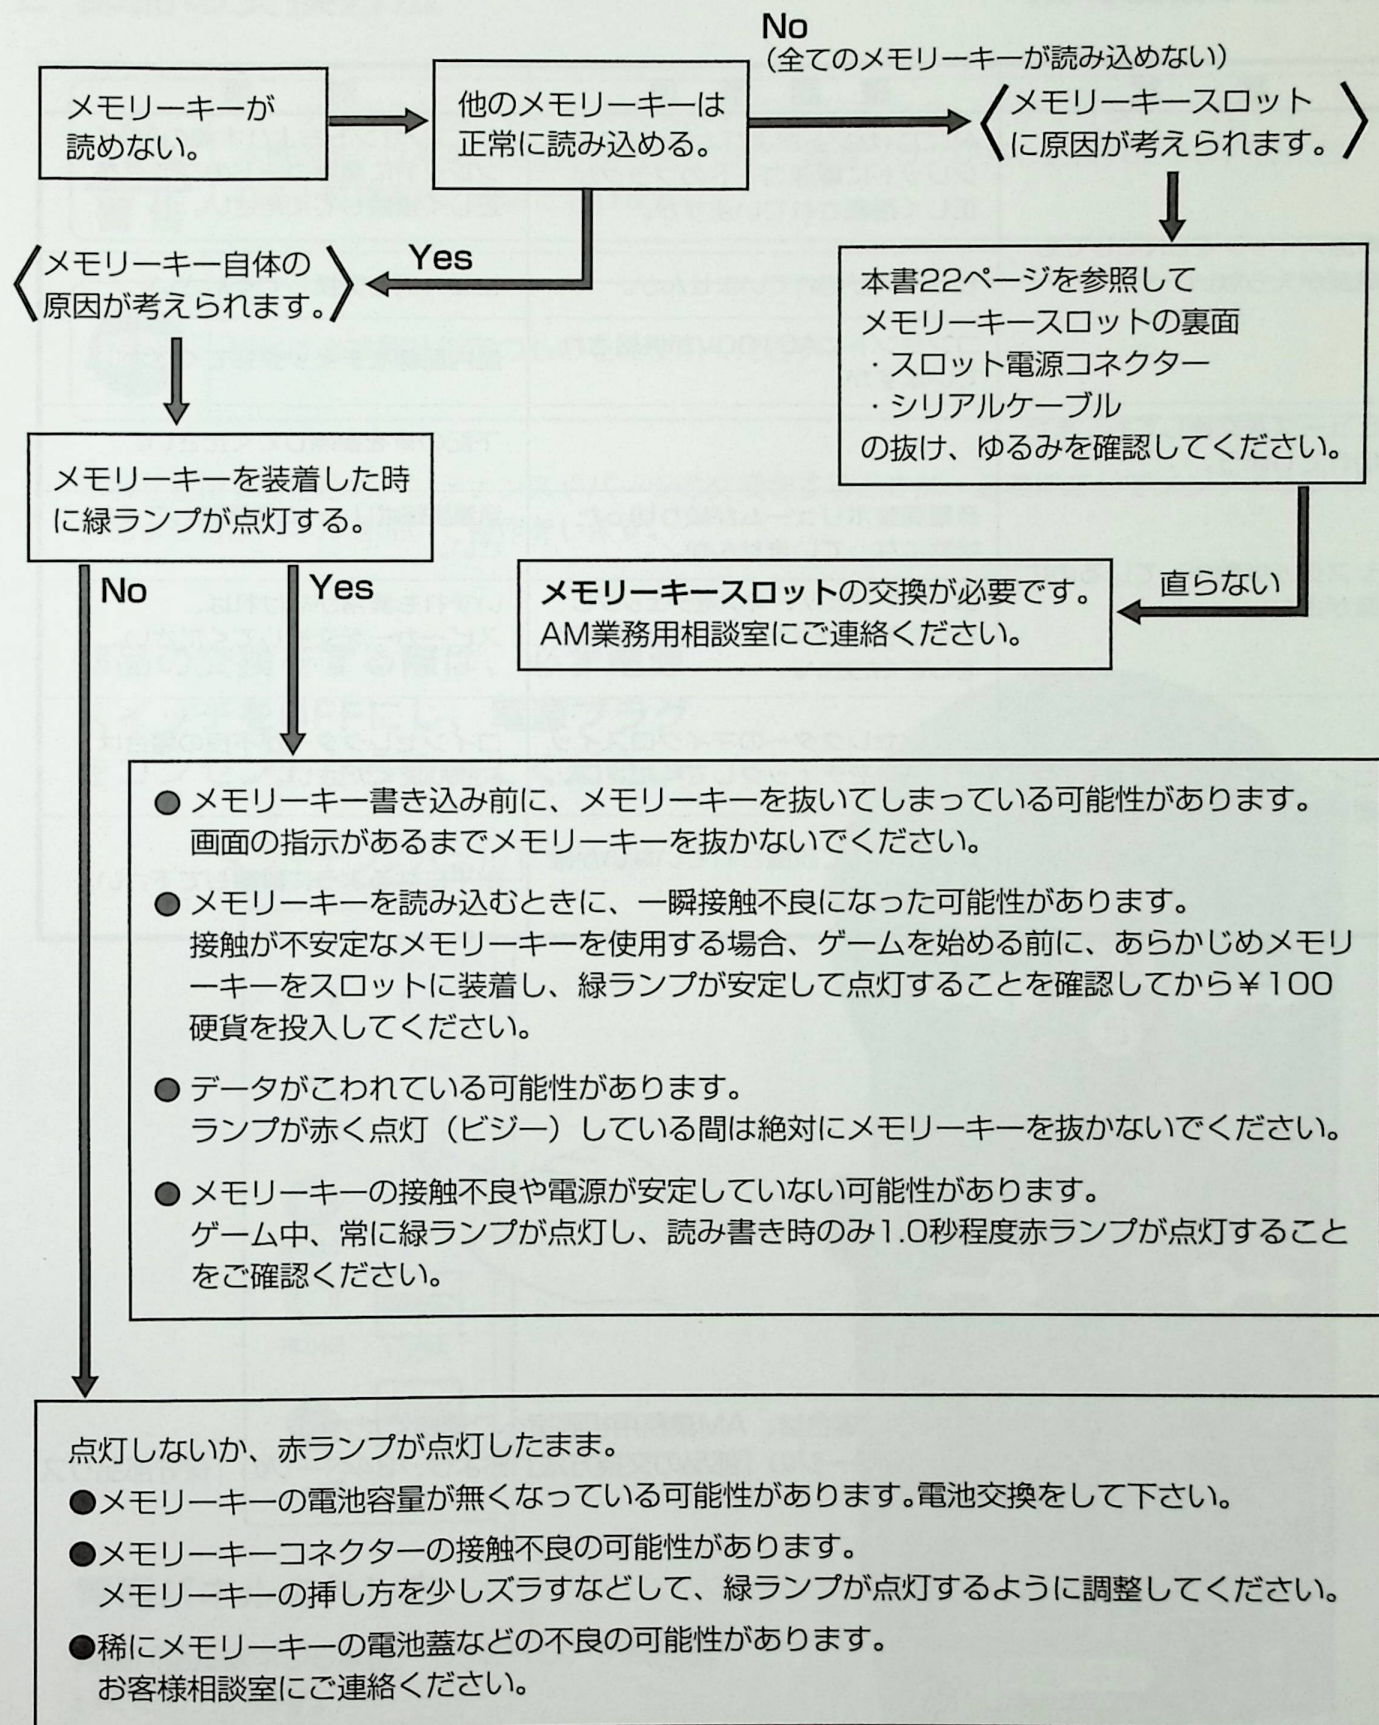 No
（全てのメモリーキーが読み込めない）
メモリーキーが
読めない。
他のメモリーキーは
正常に読み込める。
メモリーキースロット
に原因が考えられます。
Yes
メモリーキー自体の
原因が考えられます。
本書22ページを参照して
メモリーキースロットの裏面
・スロット電源コネクター
・シリアルケーブル
の抜け、ゆるみを確認してください。
メモリーキーを装着した時
に緑ランプが点灯する。
No
Yes
直らない
メモリーキースロットの交換が必要です。
AM業務用相談室にご連絡ください。
●メモリーキー書き込み前に、メモリーキーを抜いてしまっている可能性があります。
画面の指示があるまでメモリーキーを抜かないでください。
●メモリーキーを読み込むときに、一瞬接触不良になった可能性があります。
接触が不安定なメモリーキーを使用する場合、ゲームを始める前に、あらかじめメモリ
ーキーをスロットに装着し、緑ランプが安定して点灯することを確認してから￥100
硬貨を投入してください。
●データがこわれている可能性があります。
ランプが赤く点灯（ビジー）している間は絶対にメモリーキーを抜かないでください。
●メモリーキーの接触不良や電源が安定していない可能性があります。
ゲーム中、常に緑ランプが点灯し、読み書き時のみ1.0秒程度赤ランプが点灯すること
をご確認ください。
点灯しないか、赤ランプが点灯したまま。
●メモリーキーの電池容量が無くなっている可能性があります。電池交換をして下さい。
●メモリーキーコネクターの接触不良の可能性があります。
メモリーキーの挿し方を少しズラすなどして、緑ランプが点灯するように調整してください。
●稀にメモリーキーの電池蓋などの不良の可能性があります。
お客様相談室にご連絡ください。